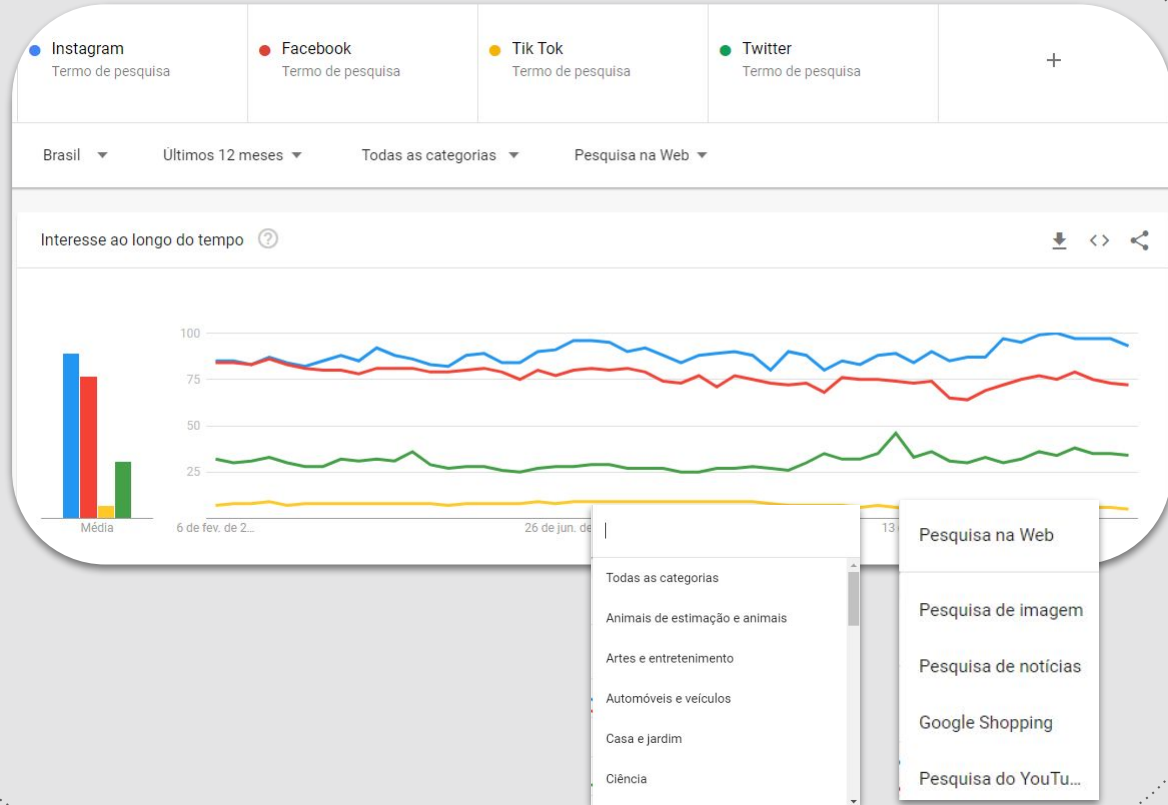 Instagram
Termo de pesquisa
Facebook
Termo de pesquisa
Tik Tok
Termo de pesquisa
Twitter
Termo de pesquisa
+
Brasil
Últimos 12 meses
Todas as categorias
Pesquisa na Web
Interesse ao longo do tempo ?
100
75
50
25
Média
6 de fev. de 2...
26 de jun. de
13
Todas as categorias
Animais de estimação e animais
Artes e entretenimento
Automóveis e veículos
Casa e jardim
Ciência
Pesquisa na Web
Pesquisa de imagem
Pesquisa de notícias
Google Shopping
Pesquisa do YouTu...